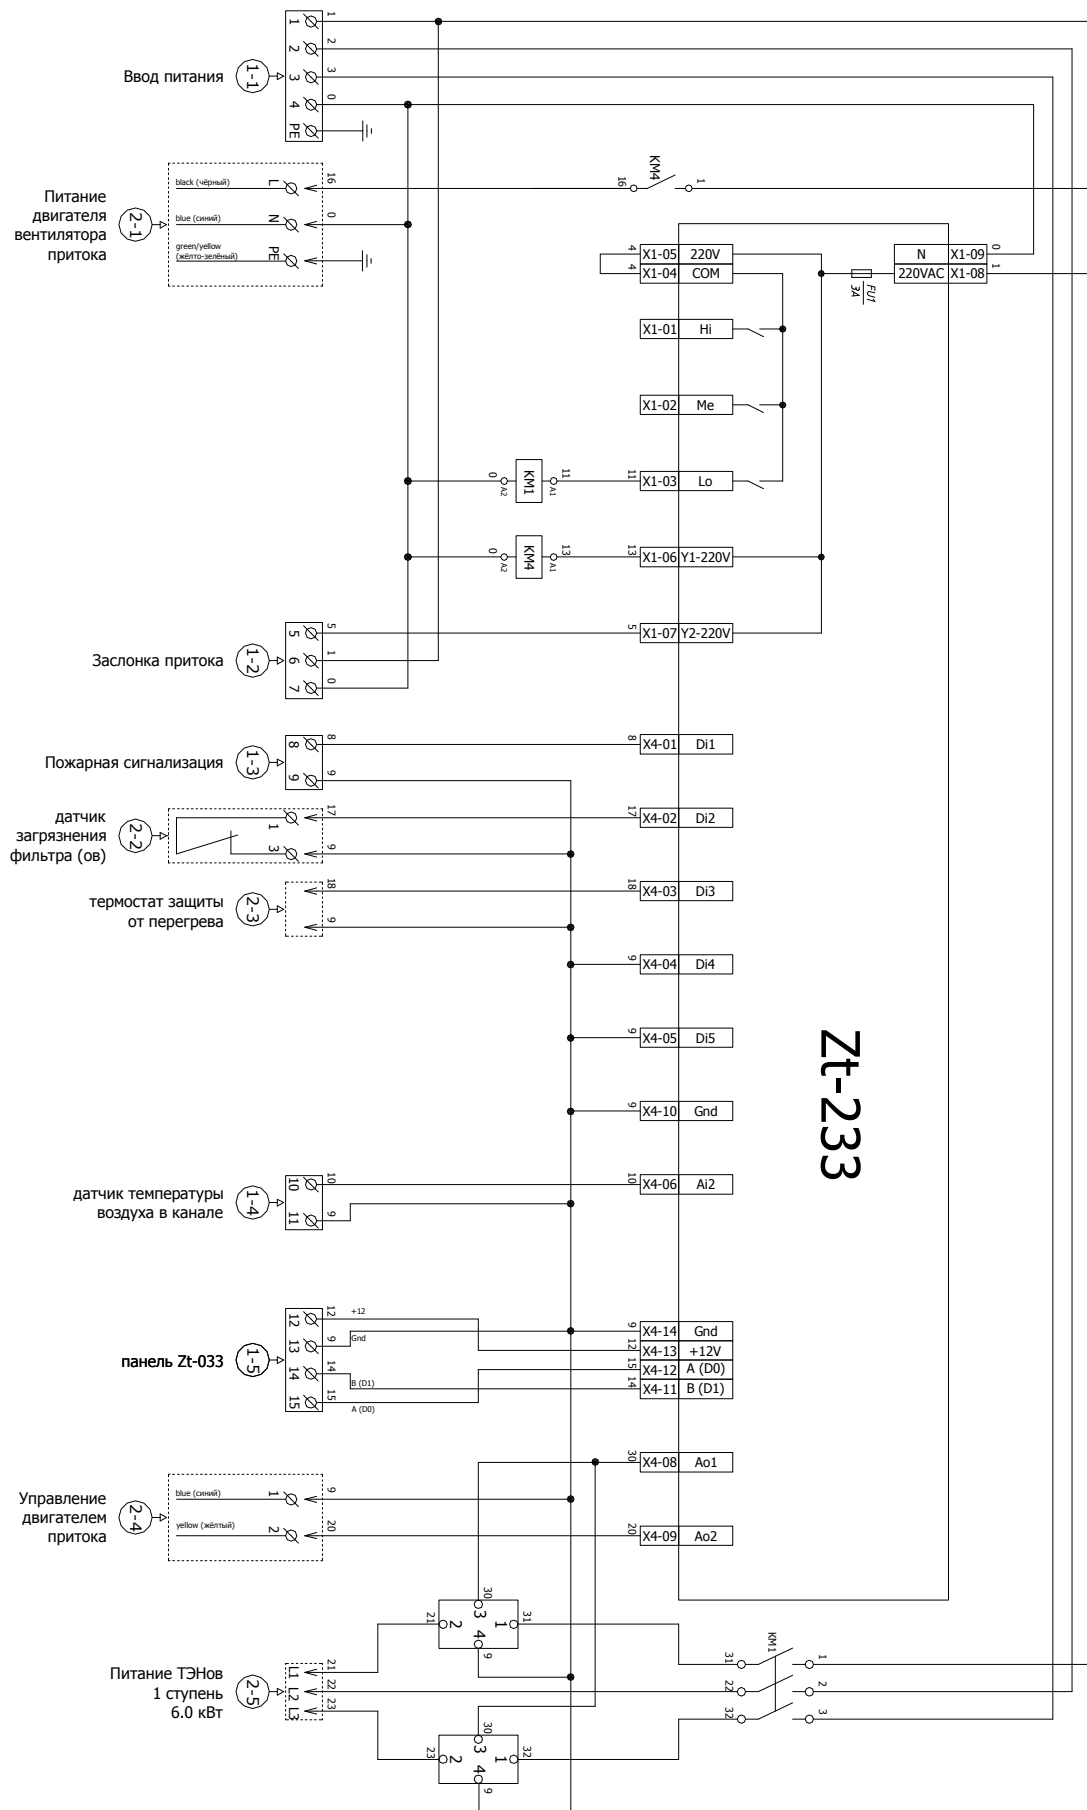 1
1
2
2
Ввод питания
1-1
3
3
4
0
PE
Питание
двигателя
вентилятора
притока
2-1
black (чёрный)
L
16
blue (синий)
N
0
green/yellow
(жёлто-зелёный)
PE
KM4
16
1
4
X1-05
220V
4
X1-04
COM
N
X1-09
0
220VAC
X1-08
1
FU1
3A
X1-01
Hi
X1-02
Me
0
A2
KM1
11
A1
11
X1-03
Lo
0
A2
KM4
13
A1
13
X1-06
Y1-220V
5
X1-07
Y2-220V
Заслонка притока
1-2
5
5
6
1
7
0
Пожарная сигнализация
1-3
8
8
9
9
8
X4-01
Di1
датчик
загрязнения
фильтра (ов)
2-2
1
17
3
9
17
X4-02
Di2
термостат защиты
от перегрева
2-3
18
9
18
X4-03
Di3
9
X4-04
Di4
9
X4-05
Di5
9
X4-10
Gnd
Zt-233
датчик температуры
воздуха в канале
1-4
10
10
11
9
10
X4-06
Ai2
панель Zt-033
1-5
12
12
+12
13
9
Gnd
14
14
B (D1)
15
15
A (D0)
9
X4-14
Gnd
12
X4-13
+12V
15
X4-12
A (D0)
14
X4-11
B (D1)
30
X4-08
Ao1
Управление
двигателем
притока
2-4
blue (синий)
1
9
yellow (жёлтый)
2
20
20
X4-09
Ao2
30
21
2
3
4
1
31
9
KM1
31
1
22
2
32
3
Питание ТЭНов
1 ступень
6.0 кВт
2-5
L1
21
L2
22
L3
23
30
23
2
3
4
1
32
9